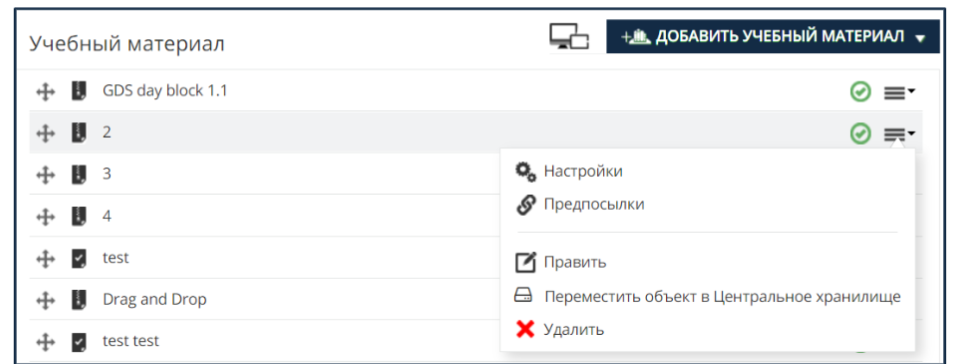 Учебный материал
+ ДОБАВИТЬ УЧЕБНЫЙ МАТЕРИАЛ
GDS day block 1.1
2
3
4
test
Drag and Drop
test test
Настройки
Предпосылки
Править
Переместить объект в Центральное хранилище
Удалить